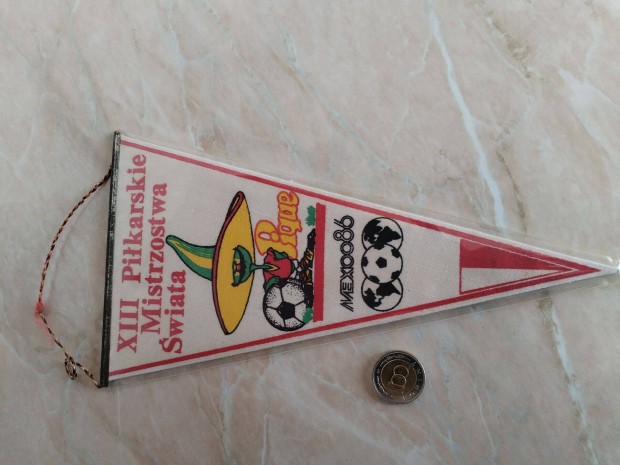 XIII Piłkarskie
Mistrzostwa
Świata
Pique
MEXICO86